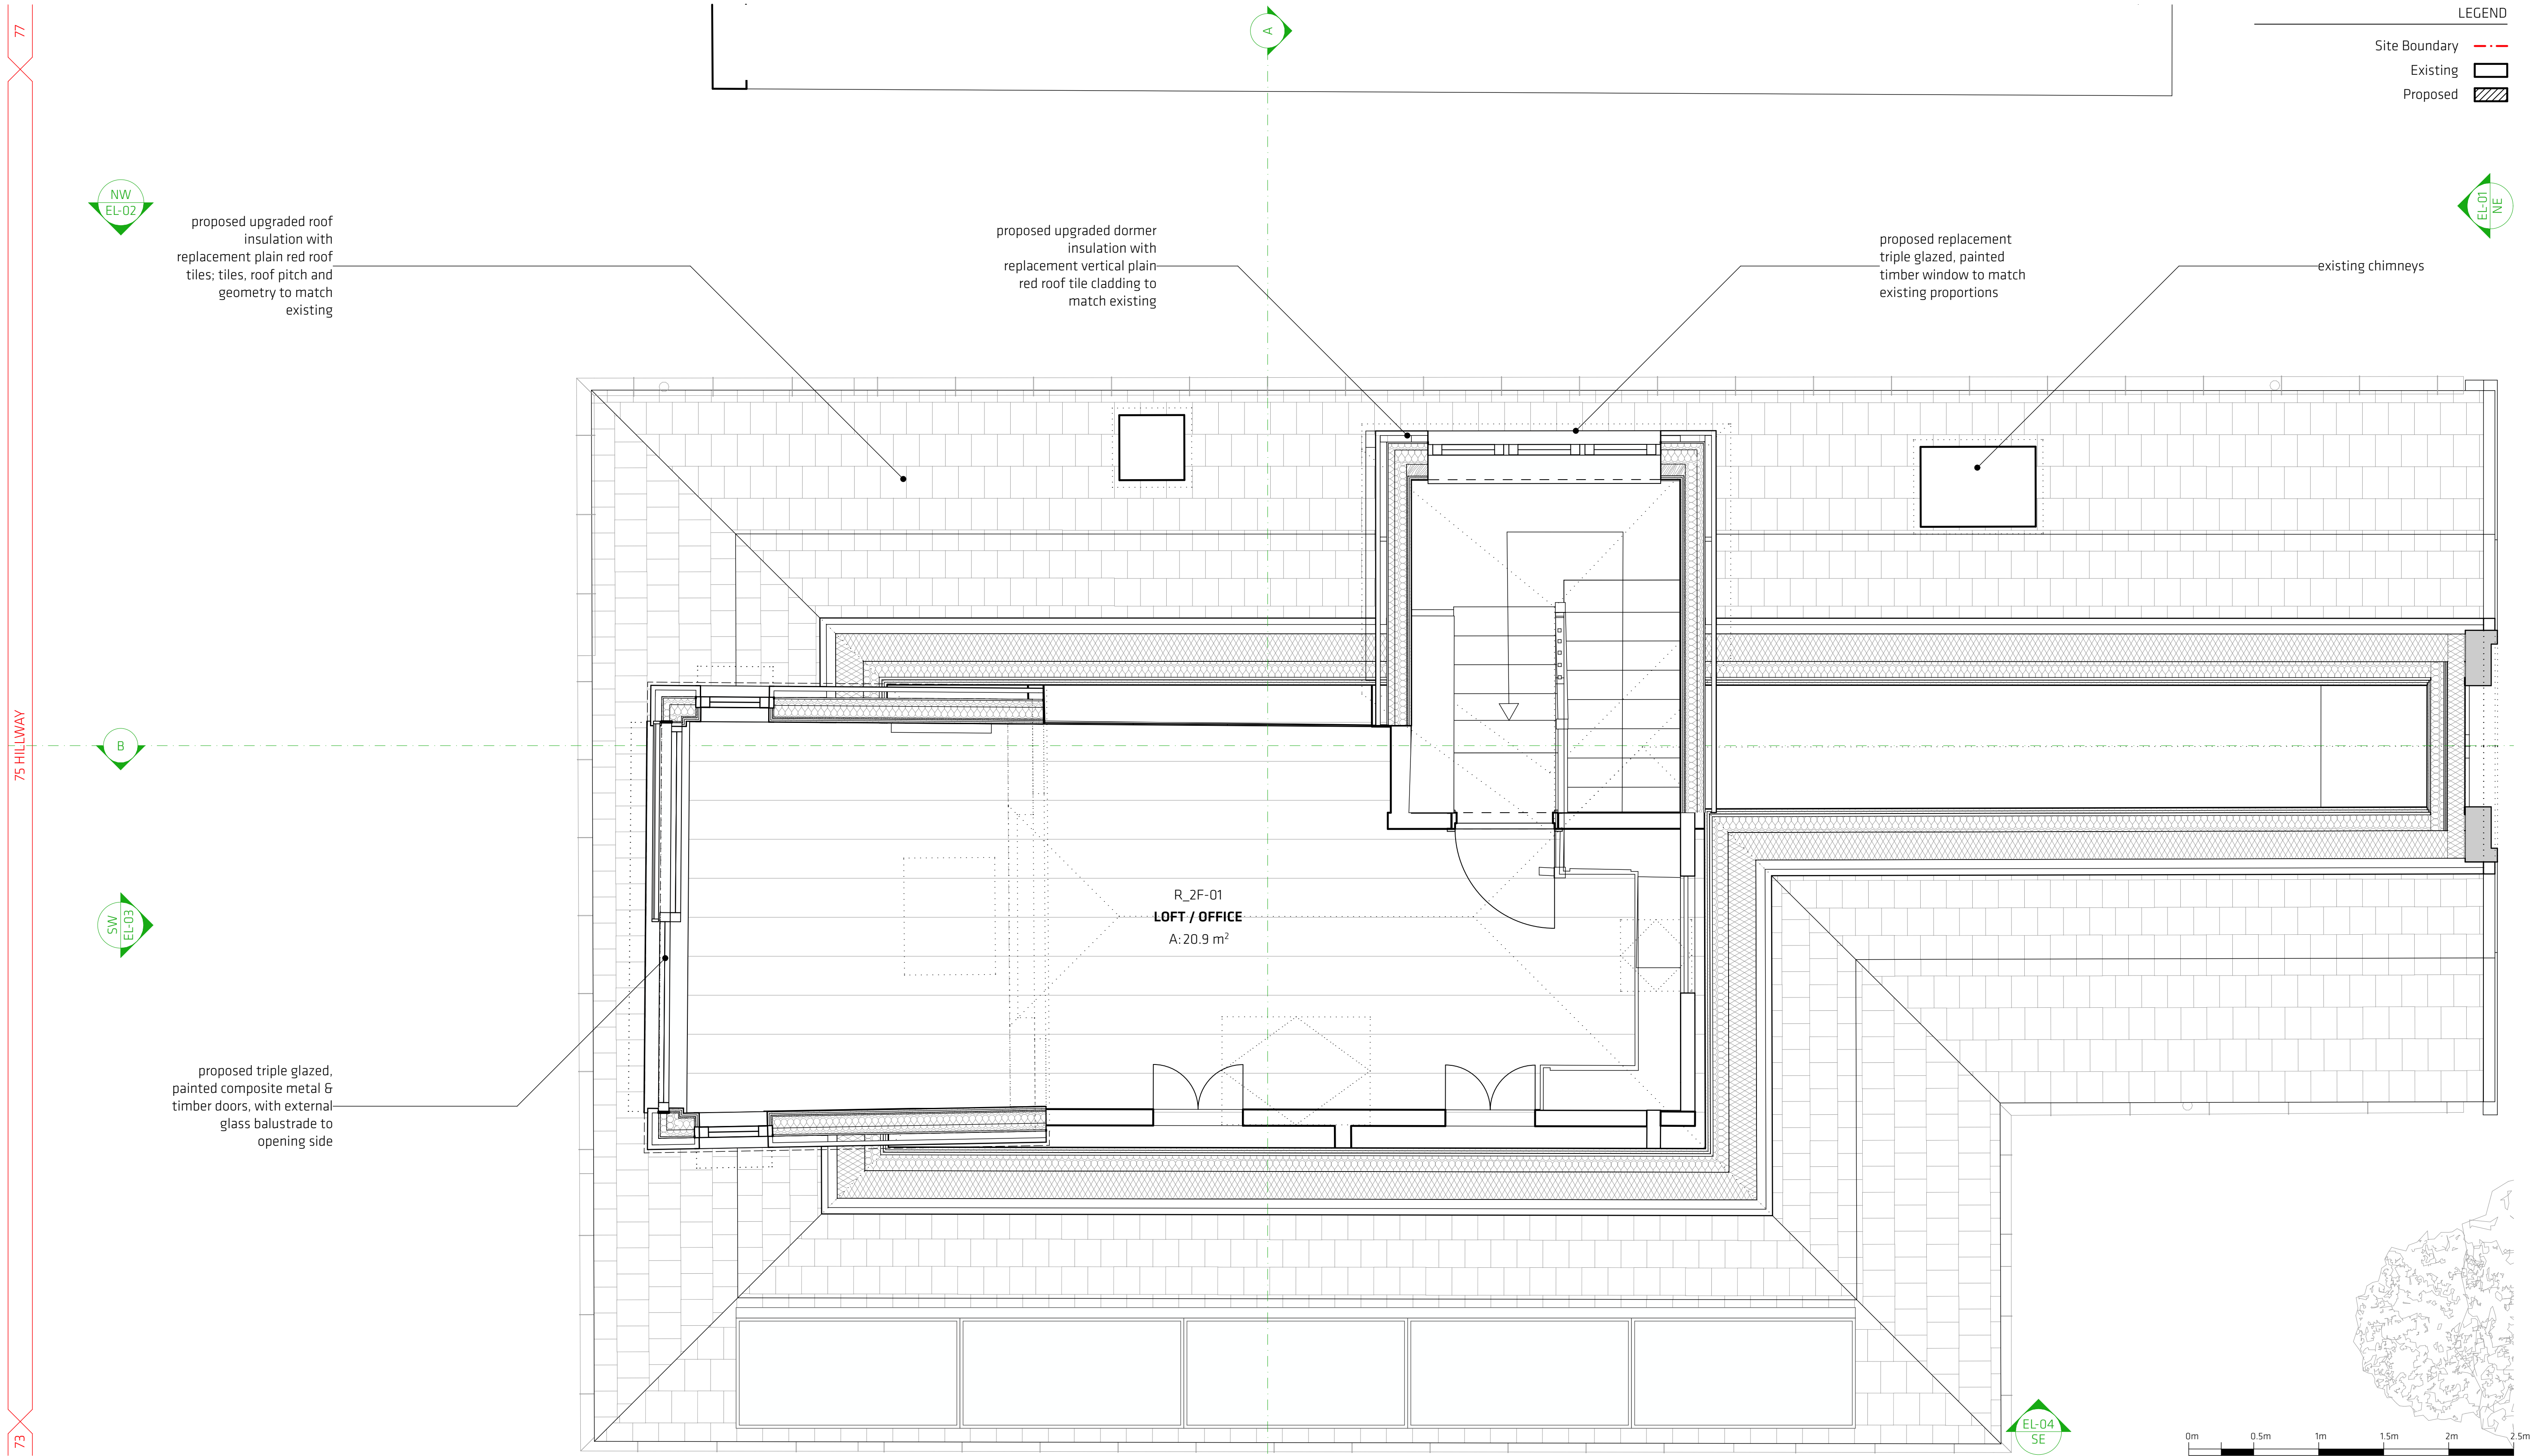 LEGEND
Site Boundary
Existing
Proposed
77
A
NW
EL-02
EL-01
NE
proposed upgraded roof
insulation with
replacement plain red roof
tiles; tiles, roof pitch and
geometry to match
existing
proposed upgraded dormer
insulation with
replacement vertical plain
red roof tile cladding to
match existing
proposed replacement
triple glazed, painted
timber window to match
existing proportions
existing chimneys
75 HILLWAY
B
SW
EL-03
R_2F-01
LOFT / OFFICE
A: 20.9 m²
proposed triple glazed,
painted composite metal &
timber doors, with external
glass balustrade to
opening side
73
EL-04
SE
0m 0.5m 1m 1.5m 2m 2.5m